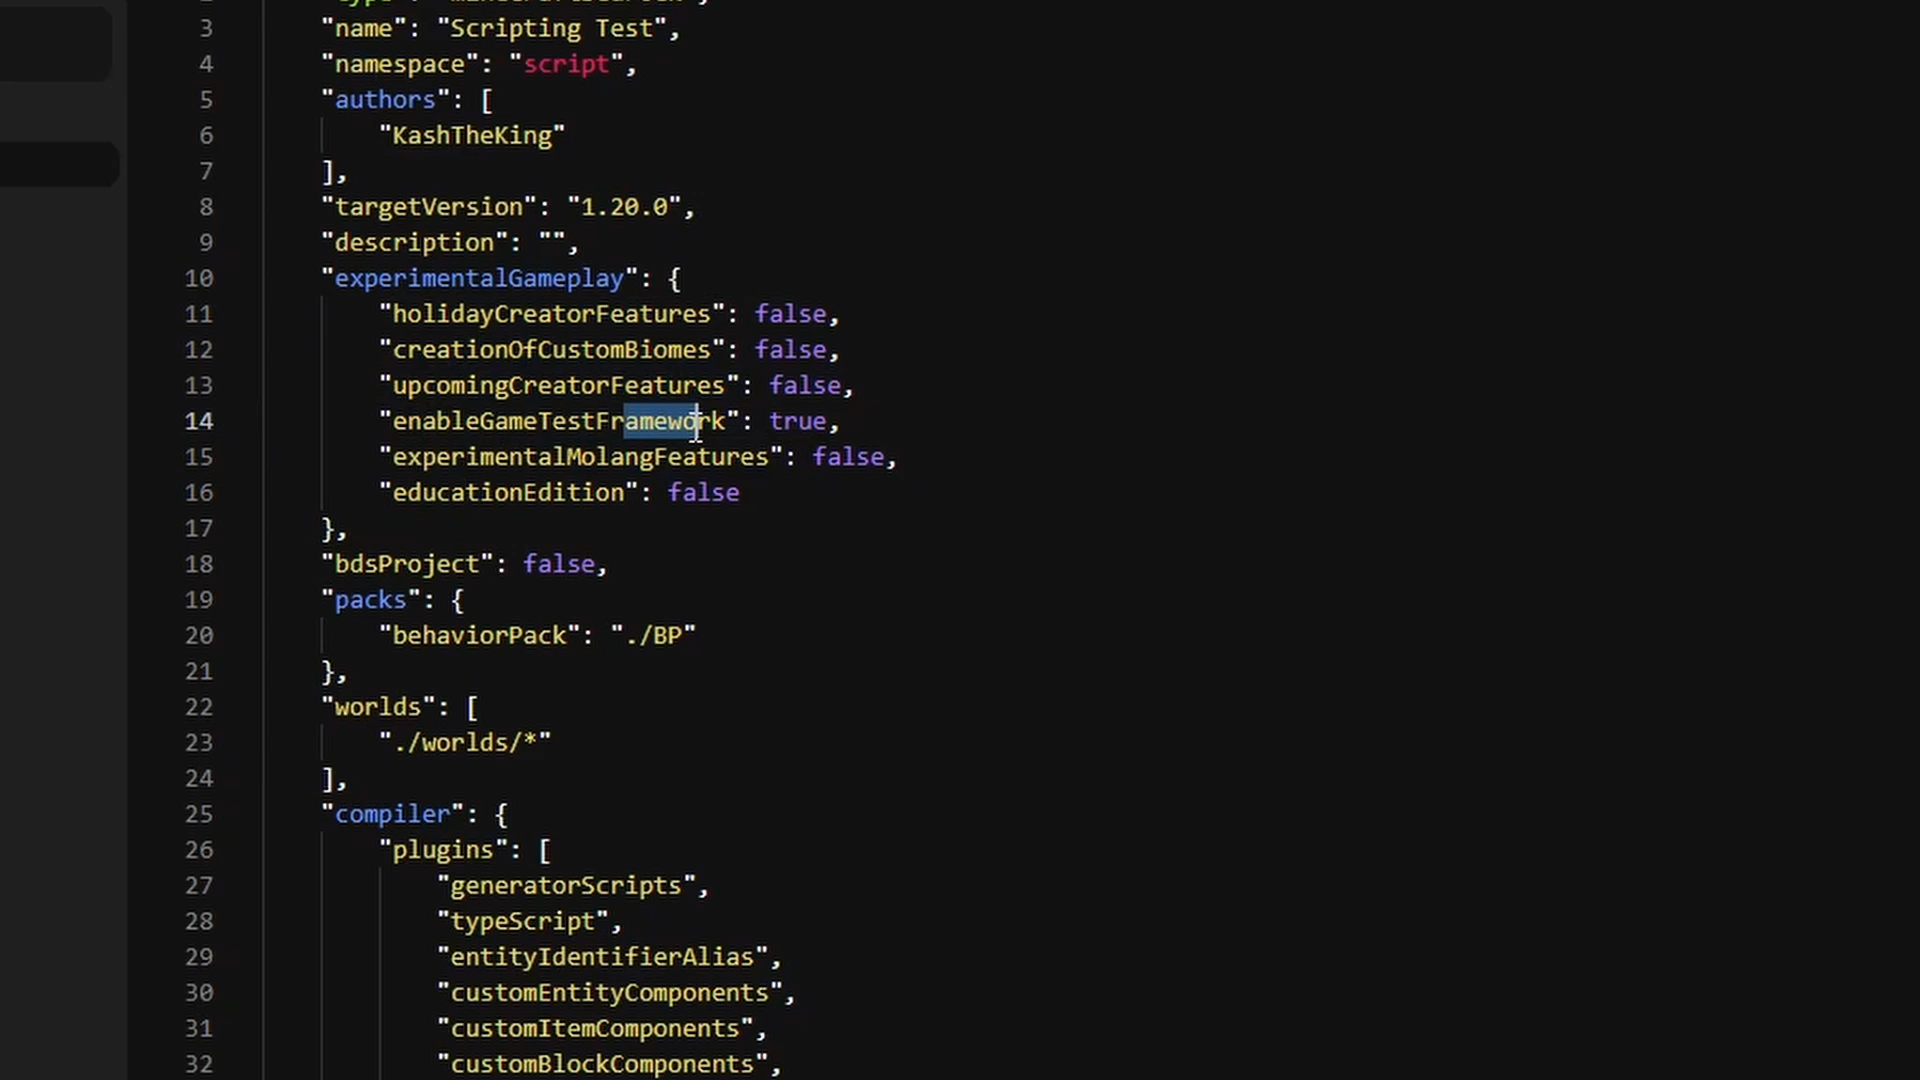 3 "name": "Scripting Test",
4 "namespace": "script",
5 "authors": [
6 "KashTheKing"
7 ],
8 "targetVersion": "1.20.0",
9 "description": "",
10 "experimentalGameplay": {
11 "holidayCreatorFeatures": false,
12 "creationOfCustomBiomes": false,
13 "upcomingCreatorFeatures": false,
14 "enableGameTestFramework": true,
15 "experimentalMolangFeatures": false,
16 "educationEdition": false
17 },
18 "bdsProject": false,
19 "packs": {
20 "behaviorPack": "./BP"
21 },
22 "worlds": [
23 "./worlds/*"
24 ],
25 "compiler": {
26 "plugins": [
27 "generatorScripts",
28 "typeScript",
29 "entityIdentifierAlias",
30 "customEntityComponents",
31 "customItemComponents",
32 "customBlockComponents",